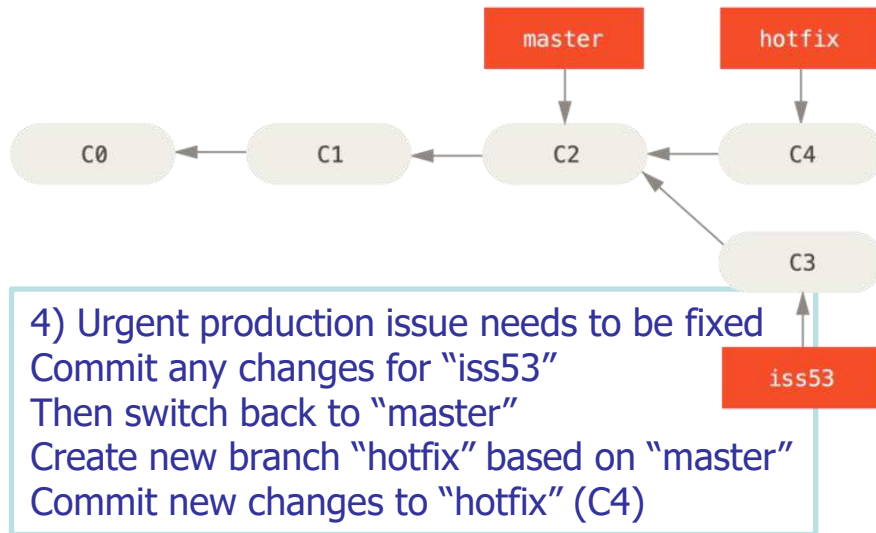 master
hotfix
C0
C1
C2
C4
C3
4) Urgent production issue needs to be fixed
Commit any changes for “iss53”
iss53
Then switch back to “master”
Create new branch “hotfix” based on “master”
Commit new changes to “hotfix” (C4)